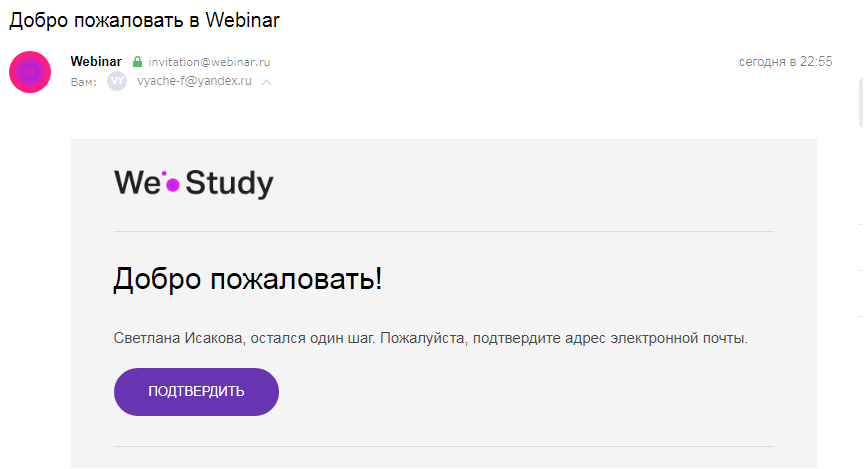 Добро пожаловать в Webinar
Webinar invitation@webinar.ru сегодня в 22:55
Вам: VY vyache-f@yandex.ru
We Study
Добро пожаловать!
Светлана Исакова, остался один шаг. Пожалуйста, подтвердите адрес электронной почты.
ПОДТВЕРДИТЬ